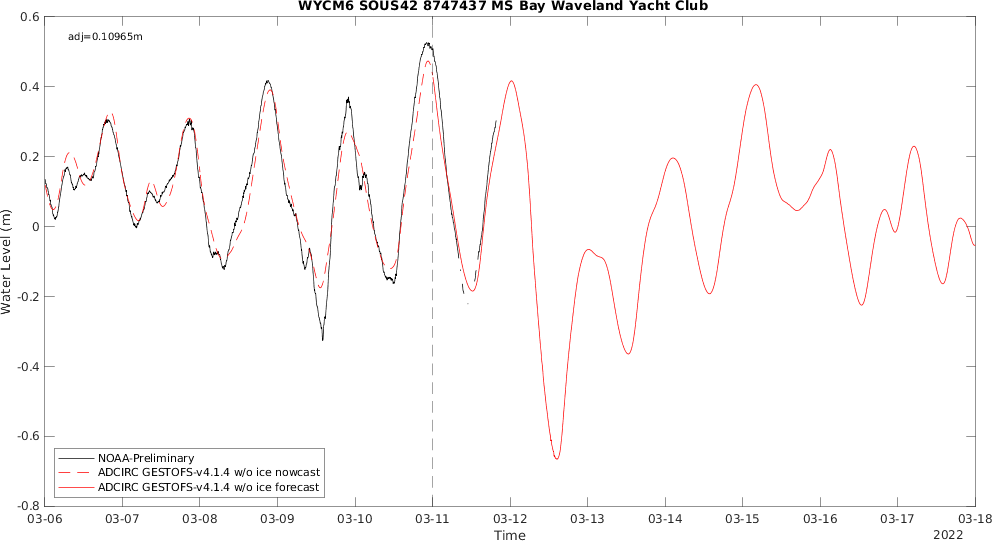 WYCM6 SOUS42 8747437 MS Bay Waveland Yacht Club
adj=0.10965m
0.6
0.4
0.2
0
-0.2
-0.4
-0.6
-0.8
Water Level (m)
NOAA-Preliminary
ADCIRC GESTOFS-v4.1.4 w/o ice nowcast
ADCIRC GESTOFS-v4.1.4 w/o ice forecast
03-06 03-07 03-08 03-09 03-10 03-11 03-12 03-13 03-14 03-15 03-16 03-17 03-18
Time
2022